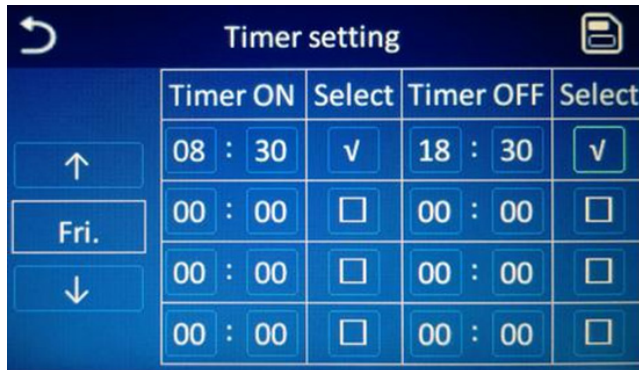 Timer setting
Timer ON Select Timer OFF Select
08 : 30 √ 18 : 30 √
00 : 00 □ 00 : 00 □
Fri.
00 : 00 □ 00 : 00 □
00 : 00 □ 00 : 00 □